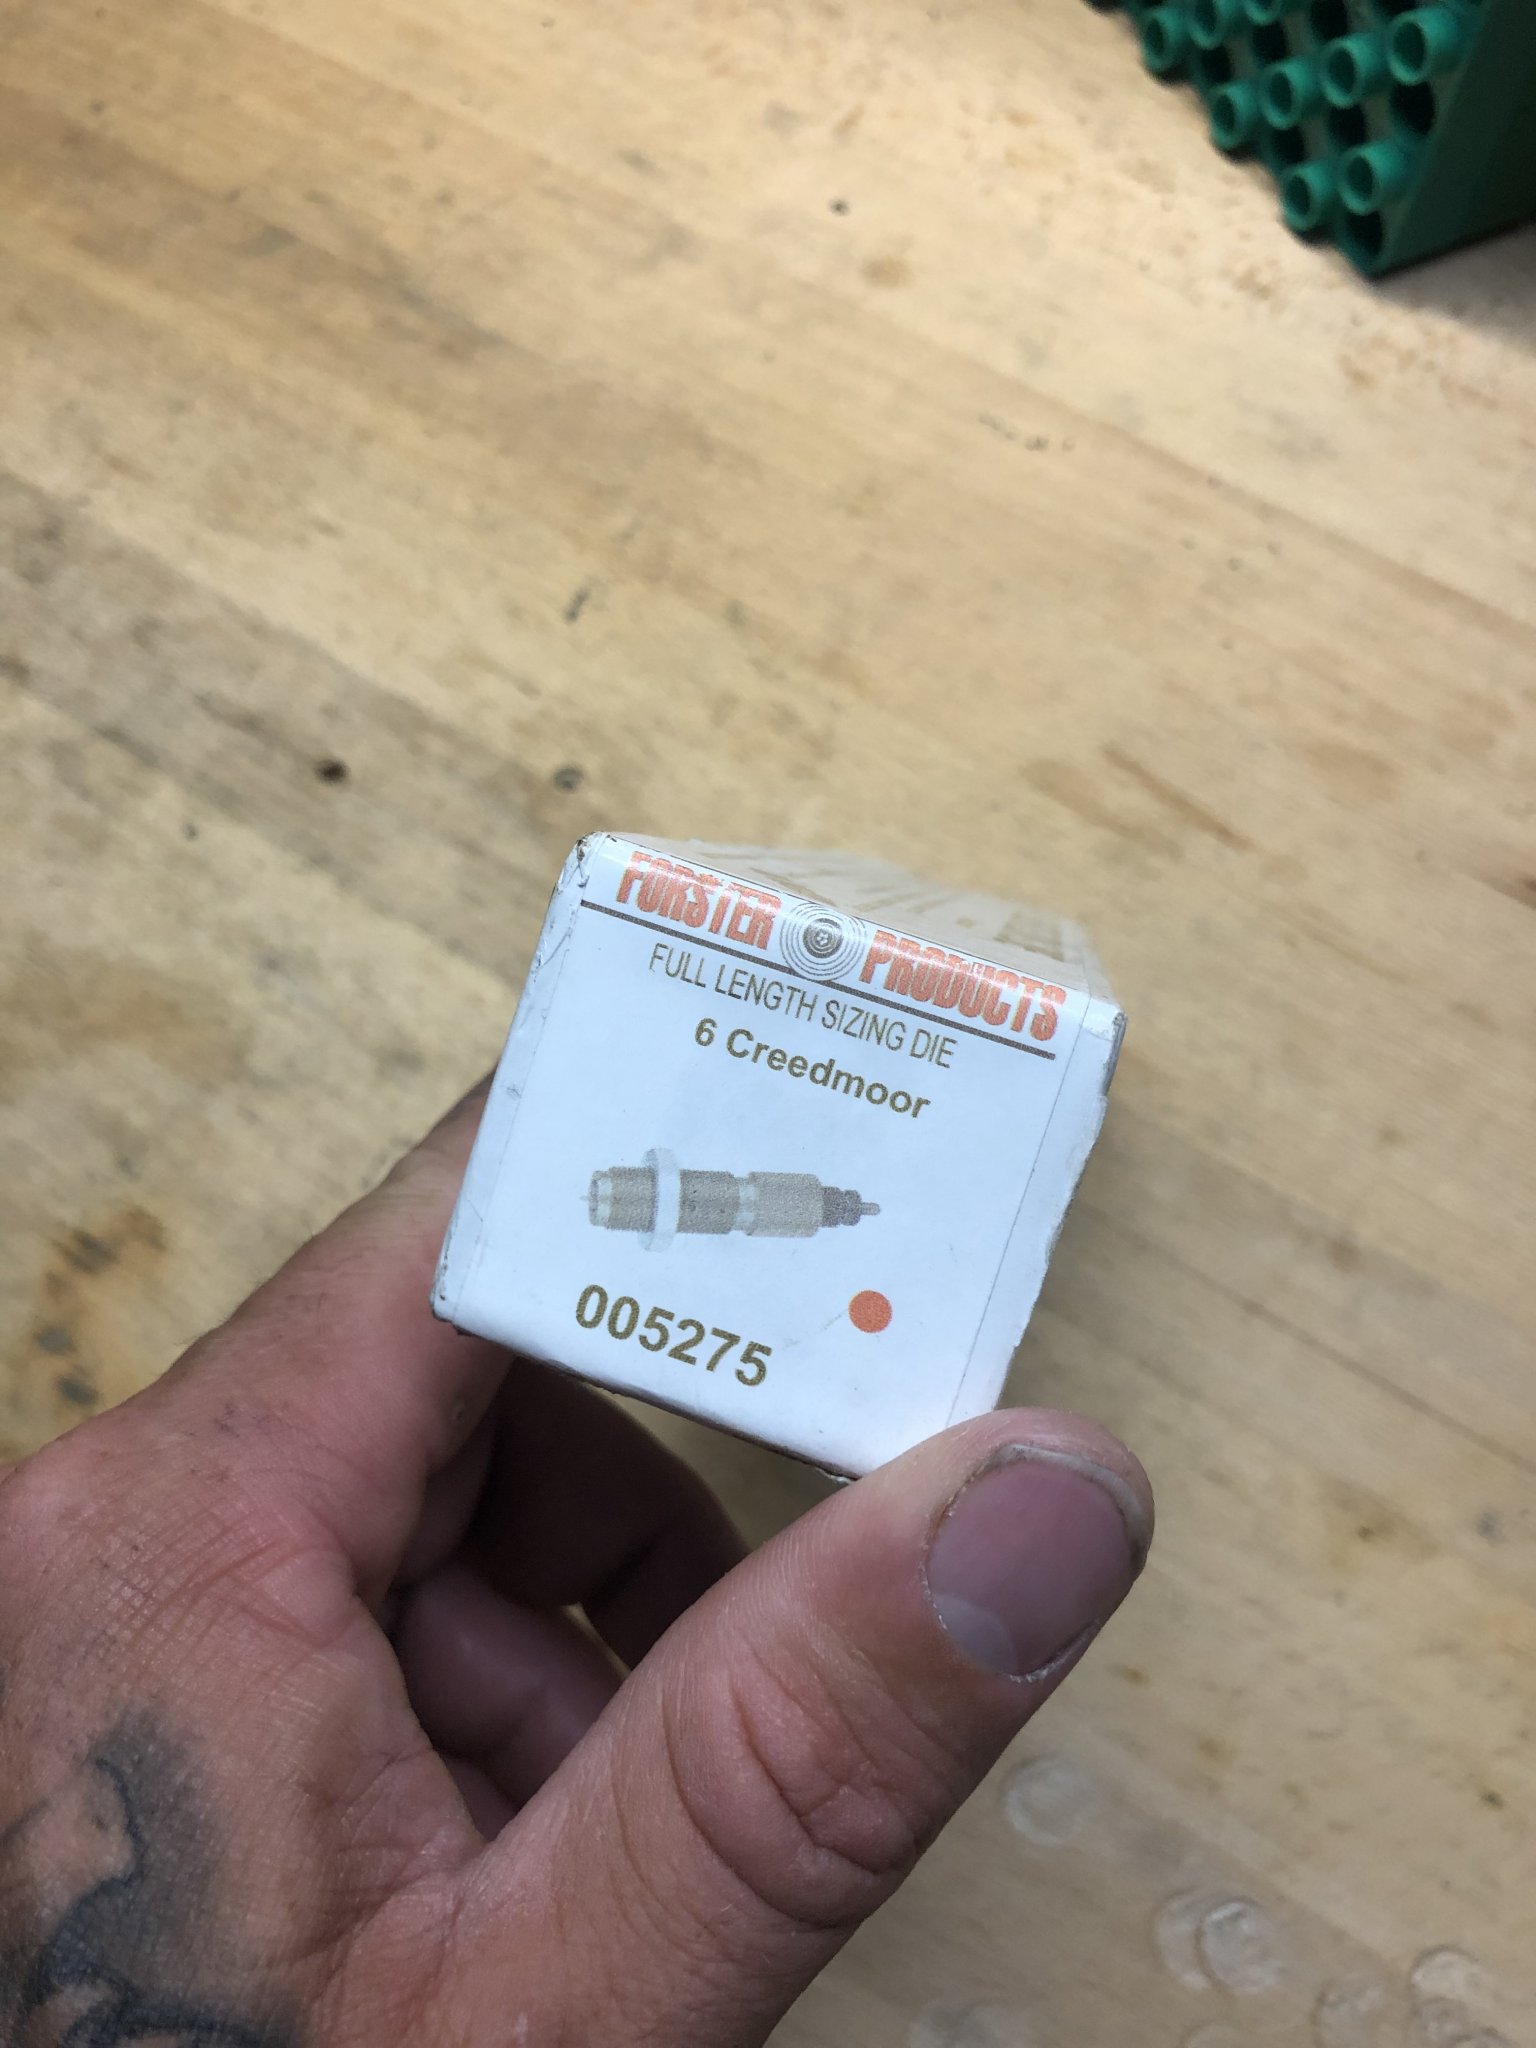 FORSTER PRODUCTS
FULL LENGTH SIZING DIE
6 Creedmoor
005275